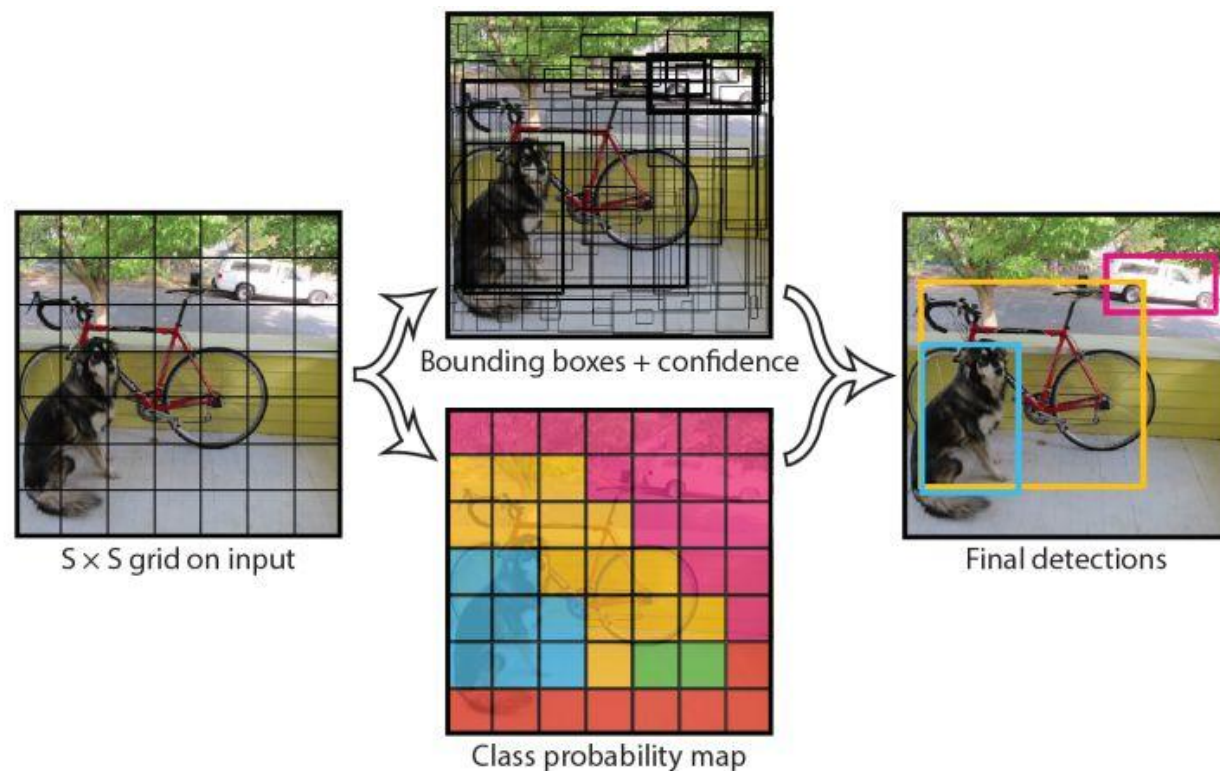 Bounding boxes + confidence
S × S grid on input
Final detections
Class probability map